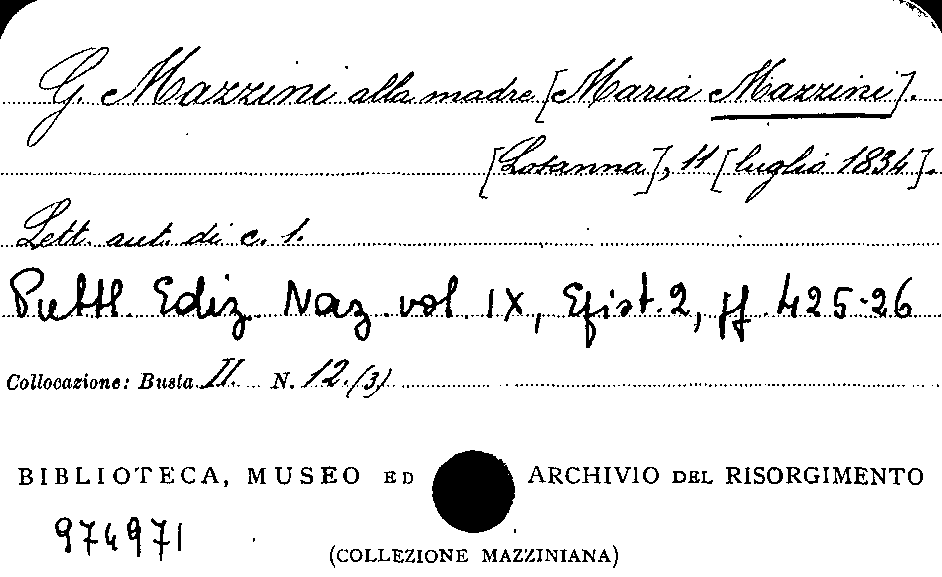 G. Mazzini alla madre [Maria Mazzini].
[Losanna], 11 [luglio 1834].
Lett. aut. di c. 1.
Pubbl. Ediz. Naz. vol. IX, Epist. 2, pp. 425-26
Collocazione: Busta II. N. 12.(3)
BIBLIOTECA, MUSEO ED ARCHIVIO DEL RISORGIMENTO
974971
(COLLEZIONE MAZZINIANA)